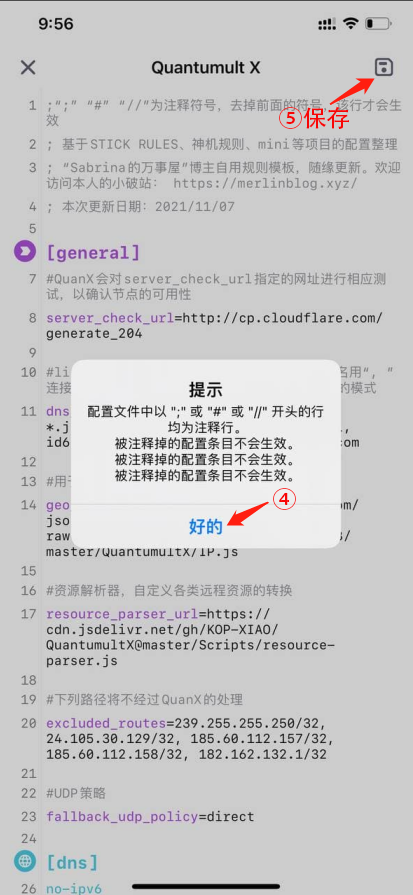 9:56
Quantumult X
⑤保存
1 ;“;” “#” “//”为注释符号，去掉前面的符号，该行才会生
效
2 ; 基于STICK RULES、神机规则、mini等项目的配置整理
3 ; “Sabrina的万事屋”博主自用规则模板，随缘更新。欢迎
访问本人的小破站： https://merlinblog.xyz/
4 ; 本次更新日期：2021/11/07
5
[general]
7 #QuanX会对server_check_url指定的网址进行相应测
试，以确认节点的可用性
8 server_check_url=http://cp.cloudflare.com/
generate_204
9
10 #li 名用“，”
连接 的模式
提示
配置文件中以 ";" 或 "#" 或 "//" 开头的行
均为注释行。
被注释掉的配置条目不会生效。
被注释掉的配置条目不会生效。
被注释掉的配置条目不会生效。
④
好的
11 dns
*.j
id6 om
12
13 #用于
14 geo m/
jso
raw s/
master/QuantumultX/IP.js
15
16 #资源解析器，自定义各类远程资源的转换
17 resource_parser_url=https://
cdn.jsdelivr.net/gh/KOP-XIAO/
QuantumultX@master/Scripts/resource-
parser.js
18
19 #下列路径将不经过QuanX的处理
20 excluded_routes=239.255.255.250/32,
24.105.30.129/32, 185.60.112.157/32,
185.60.112.158/32, 182.162.132.1/32
21
22 #UDP策略
23 fallback_udp_policy=direct
24
[dns]
26 no-ipv6